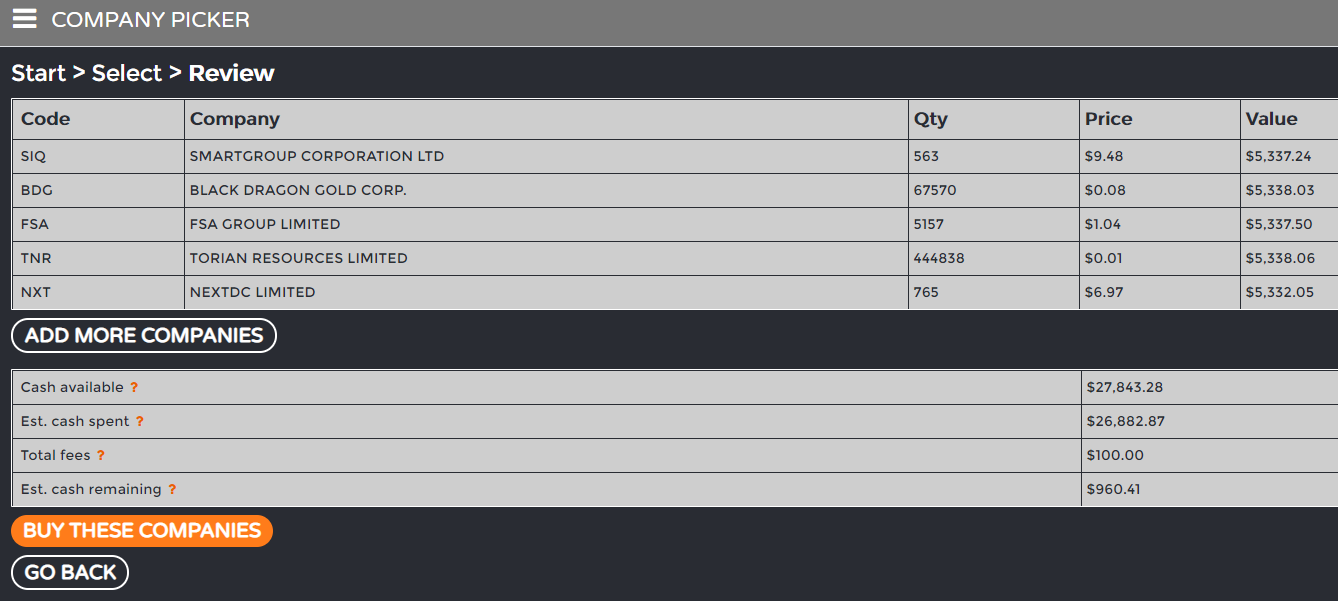 COMPANY PICKER
Start > Select > Review
Code Company Qty Price Value
SIQ SMARTGROUP CORPORATION LTD 563 $9.48 $5,337.24
BDG BLACK DRAGON GOLD CORP. 67570 $0.08 $5,338.03
FSA FSA GROUP LIMITED 5157 $1.04 $5,337.50
TNR TORIAN RESOURCES LIMITED 444838 $0.01 $5,338.06
NXT NEXTDC LIMITED 765 $6.97 $5,332.05
ADD MORE COMPANIES
Cash available ? $27,843.28
Est. cash spent ? $26,882.87
Total fees ? $100.00
Est. cash remaining ? $960.41
BUY THESE COMPANIES
GO BACK